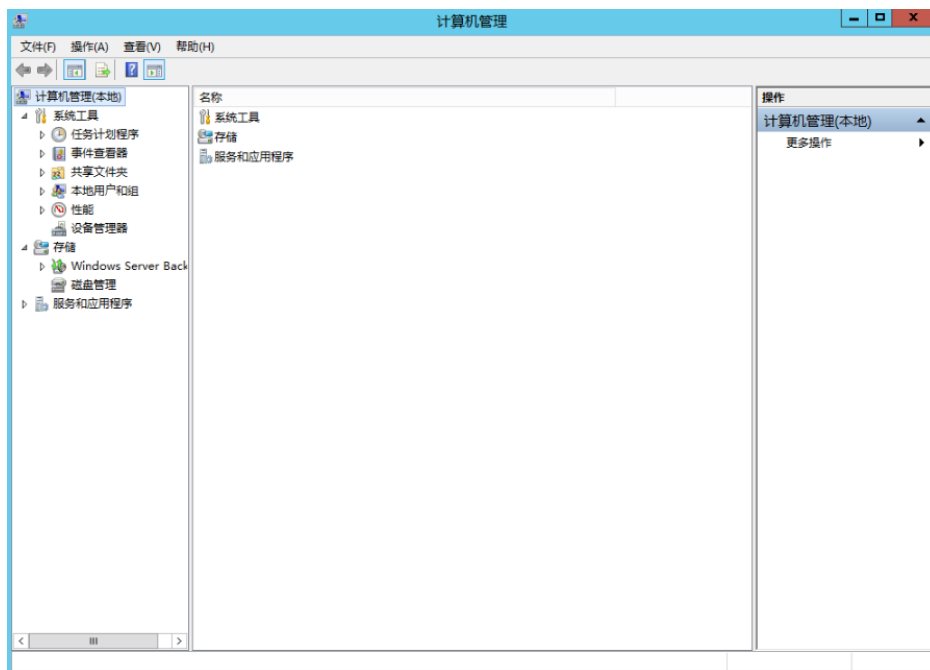 计算机管理
文件(F) 操作(A) 查看(V) 帮助(H)
计算机管理(本地)
系统工具
任务计划程序
事件查看器
共享文件夹
本地用户和组
性能
设备管理器
存储
Windows Server Back
磁盘管理
服务和应用程序
名称
系统工具
存储
服务和应用程序
操作
计算机管理(本地)
更多操作